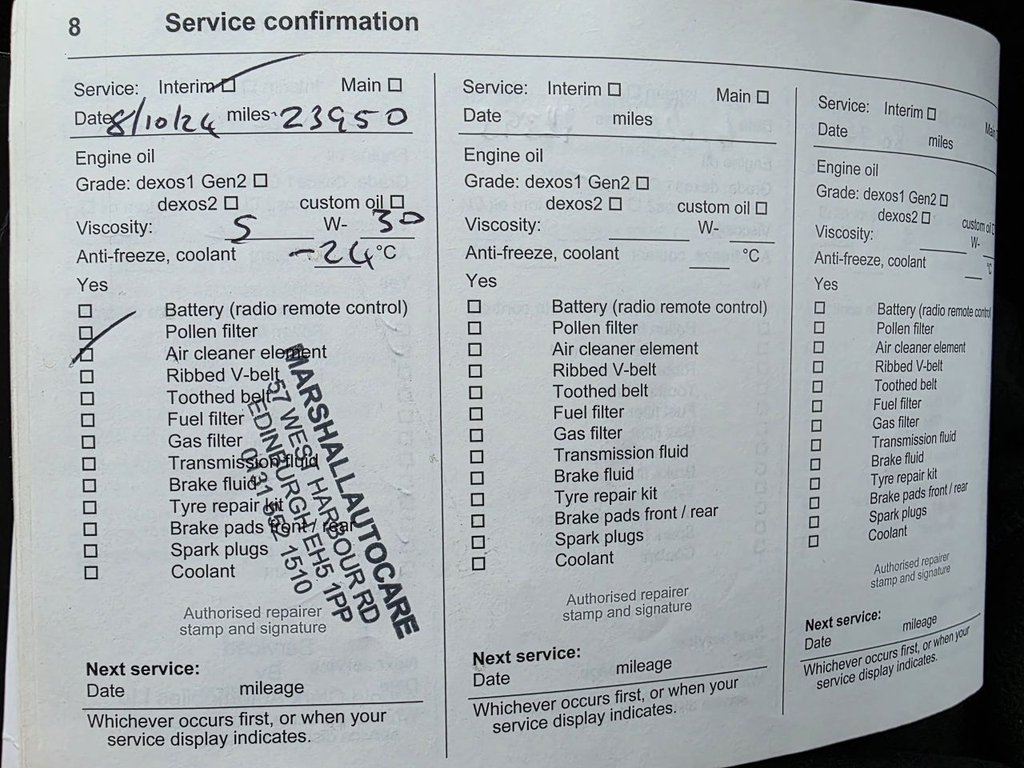 8 Service confirmation
Service: Interim Main
Date 8/10/24 miles 23950
Engine oil
Grade: dexos1 Gen2
dexos2 custom oil
Viscosity: 5 W- 30
Anti-freeze, coolant -24 °C
Yes
Battery (radio remote control)
Pollen filter
Air cleaner element
Ribbed V-belt
Toothed belt
Fuel filter
Gas filter
Transmission fluid
Brake fluid
Tyre repair kit
Brake pads front / rear
Spark plugs
Coolant
MARSHALL AUTOCARE
57 WEST HARBOUR RD
EDINBURGH EH5 1PP
0131 552 1510
Authorised repairer
stamp and signature
Next service:
Date mileage
Whichever occurs first, or when your
service display indicates.
Service: Interim Main
Date miles
Engine oil
Grade: dexos1 Gen2
dexos2 custom oil
Viscosity: W-
Anti-freeze, coolant °C
Yes
Battery (radio remote control)
Pollen filter
Air cleaner element
Ribbed V-belt
Toothed belt
Fuel filter
Gas filter
Transmission fluid
Brake fluid
Tyre repair kit
Brake pads front / rear
Spark plugs
Coolant
Authorised repairer
stamp and signature
Next service:
Date mileage
Whichever occurs first, or when your
service display indicates.
Service: Interim Main
Date miles
Engine oil
Grade: dexos1 Gen2
dexos2 custom oil
Viscosity: W-
Anti-freeze, coolant °C
Yes
Battery (radio remote control)
Pollen filter
Air cleaner element
Ribbed V-belt
Toothed belt
Fuel filter
Gas filter
Transmission fluid
Brake fluid
Tyre repair kit
Brake pads front / rear
Spark plugs
Coolant
Authorised repairer
stamp and signature
Next service:
Date mileage
Whichever occurs first, or when your
service display indicates.